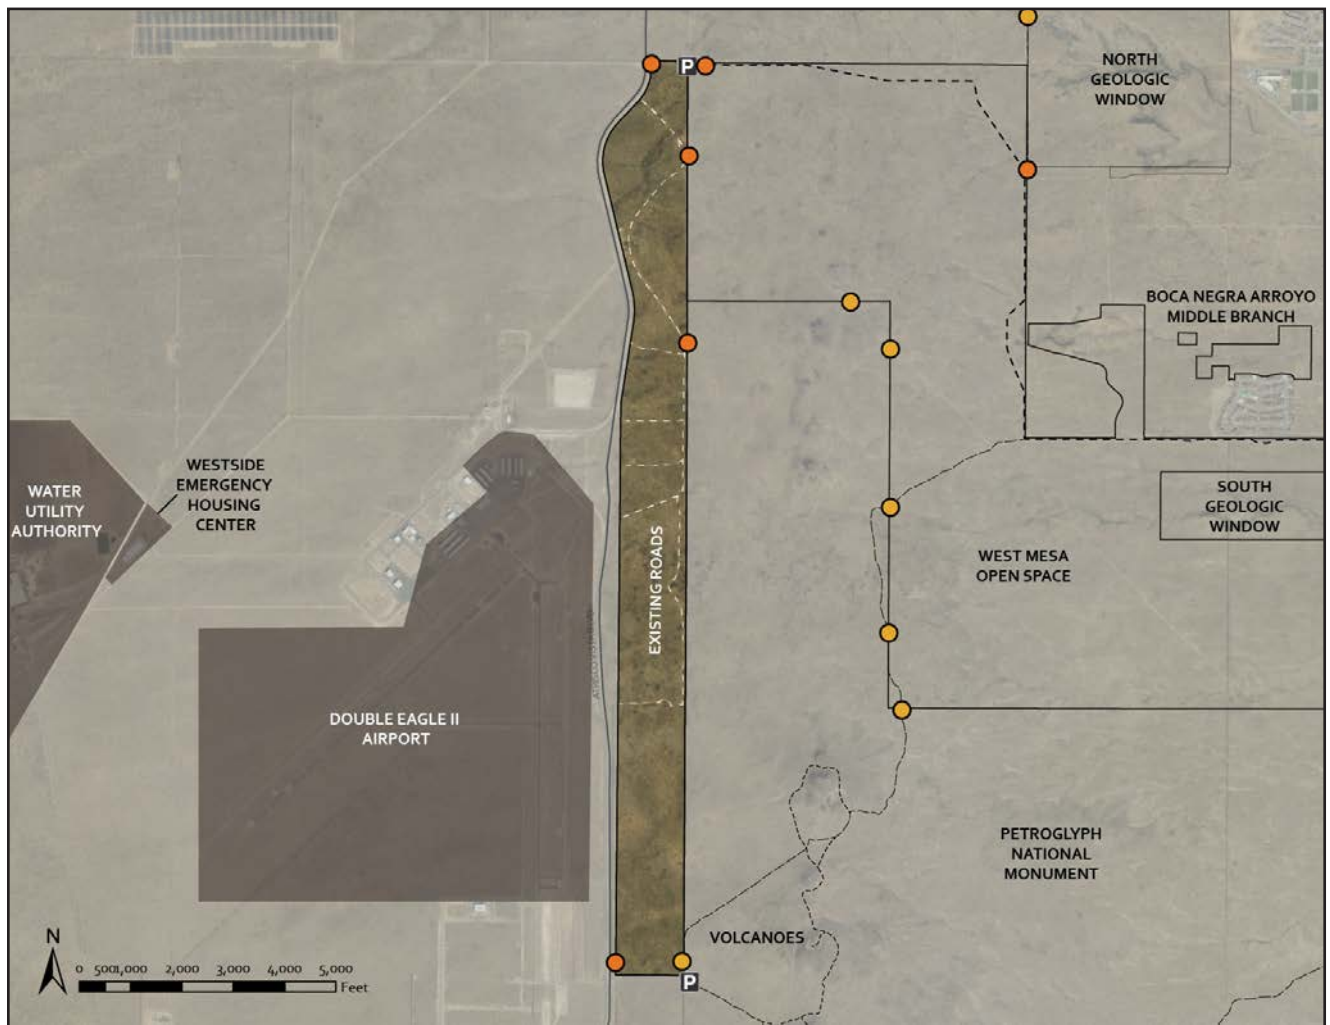 P
NORTH
GEOLOGIC
WINDOW
BOCA NEGRA ARROYO
MIDDLE BRANCH
WESTSIDE
EMERGENCY
HOUSING
CENTER
WATER
UTILITY
AUTHORITY
SOUTH
GEOLOGIC
WINDOW
EXISTING ROADS
WEST MESA
OPEN SPACE
DOUBLE EAGLE II
AIRPORT
PETROGLYPH
NATIONAL
MONUMENT
VOLCANOES
N
0 500 1,000 2,000 3,000 4,000 5,000
Feet
P